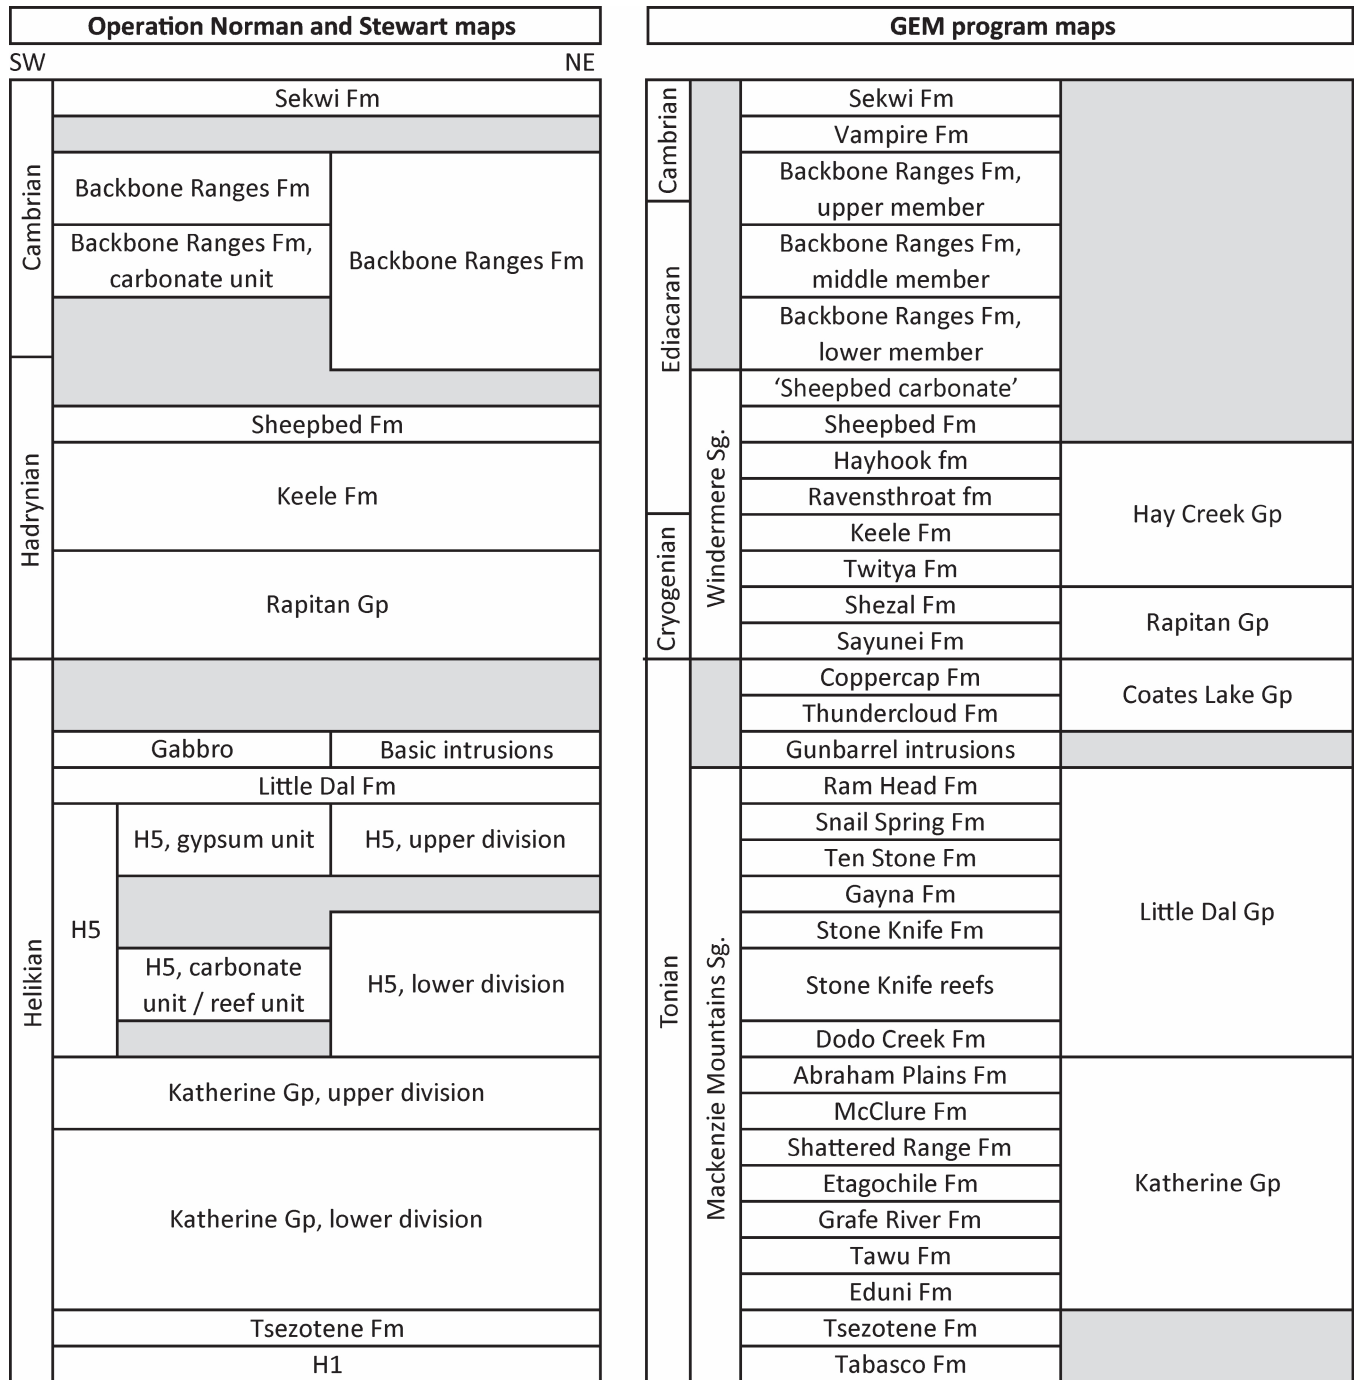 Operation Norman and Stewart maps
SW
NE
Cambrian
Hadrynian
Helikian
Sekwi Fm
Backbone Ranges Fm
Backbone Ranges Fm,
carbonate unit
Backbone Ranges Fm
Sheepbed Fm
Keele Fm
Rapitan Gp
Gabbro
Basic intrusions
Little Dal Fm
H5
H5, gypsum unit
H5, upper division
H5, carbonate
unit / reef unit
H5, lower division
Katherine Gp, upper division
Katherine Gp, lower division
Tsezotene Fm
H1
GEM program maps
Cambrian
Ediacaran
Cryogenian
Tonian
Windermere Sg.
Mackenzie Mountains Sg.
Sekwi Fm
Vampire Fm
Backbone Ranges Fm,
upper member
Backbone Ranges Fm,
middle member
Backbone Ranges Fm,
lower member
‘Sheepbed carbonate’
Sheepbed Fm
Hayhook fm
Ravensthroat fm
Keele Fm
Twitya Fm
Shezal Fm
Sayunei Fm
Coppercap Fm
Thundercloud Fm
Gunbarrel intrusions
Ram Head Fm
Snail Spring Fm
Ten Stone Fm
Gayna Fm
Stone Knife Fm
Stone Knife reefs
Dodo Creek Fm
Abraham Plains Fm
McClure Fm
Shattered Range Fm
Etagochile Fm
Grafe River Fm
Tawu Fm
Eduni Fm
Tsezotene Fm
Tabasco Fm
Hay Creek Gp
Rapitan Gp
Coates Lake Gp
Little Dal Gp
Katherine Gp